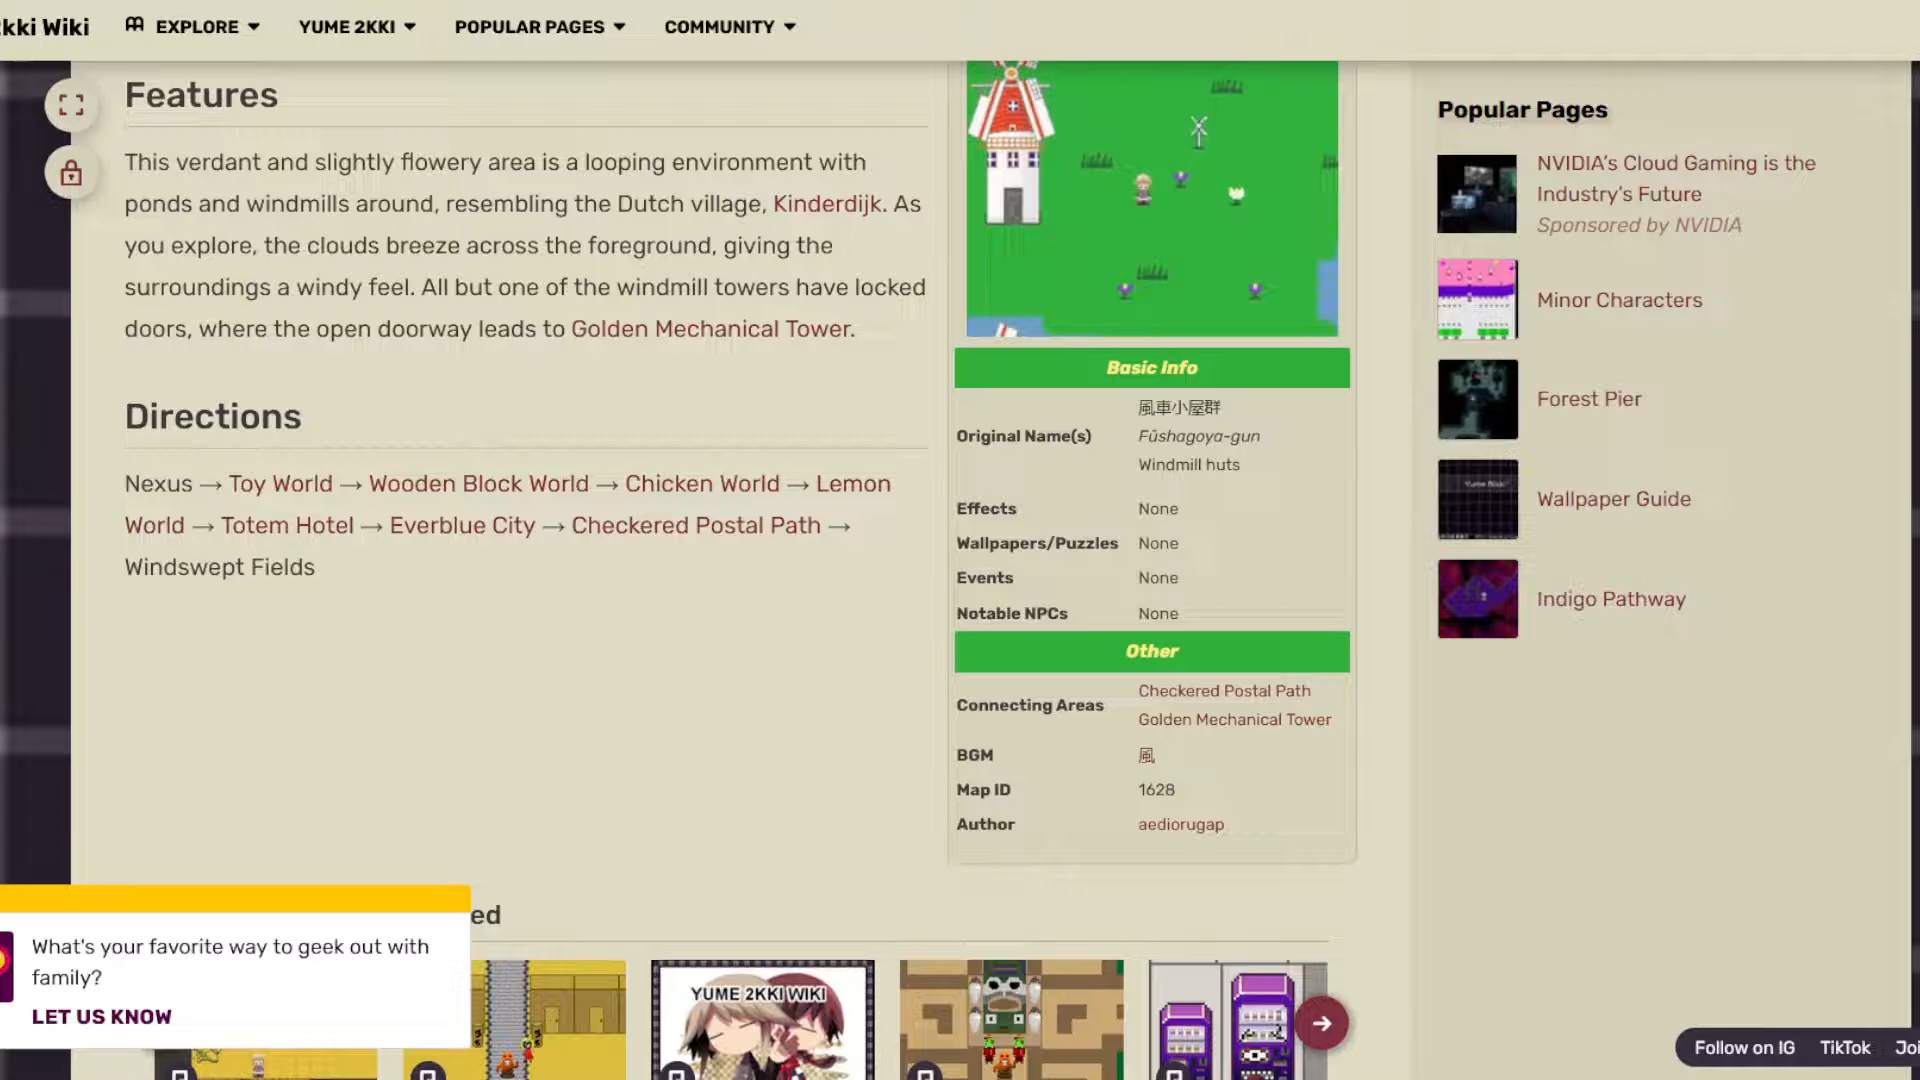 kki Wiki
EXPLORE
YUME 2KKI
POPULAR PAGES
COMMUNITY
Features
This verdant and slightly flowery area is a looping environment with
ponds and windmills around, resembling the Dutch village, Kinderdijk. As
you explore, the clouds breeze across the foreground, giving the
surroundings a windy feel. All but one of the windmill towers have locked
doors, where the open doorway leads to Golden Mechanical Tower.
Directions
Nexus → Toy World → Wooden Block World → Chicken World → Lemon
World → Totem Hotel → Everblue City → Checkered Postal Path →
Windswept Fields
Basic Info
Original Name(s)
風車小屋群
Fūshagoya-gun
Windmill huts
Effects None
Wallpapers/Puzzles None
Events None
Notable NPCs None
Other
Connecting Areas
Checkered Postal Path
Golden Mechanical Tower
BGM 風
Map ID 1628
Author aediorugap
Popular Pages
NVIDIA's Cloud Gaming is the
Industry's Future
Sponsored by NVIDIA
Minor Characters
Forest Pier
Wallpaper Guide
Indigo Pathway
ed
What's your favorite way to geek out with
family?
LET US KNOW
YUME 2KKI WIKI
Follow on IG
TikTok
Joi